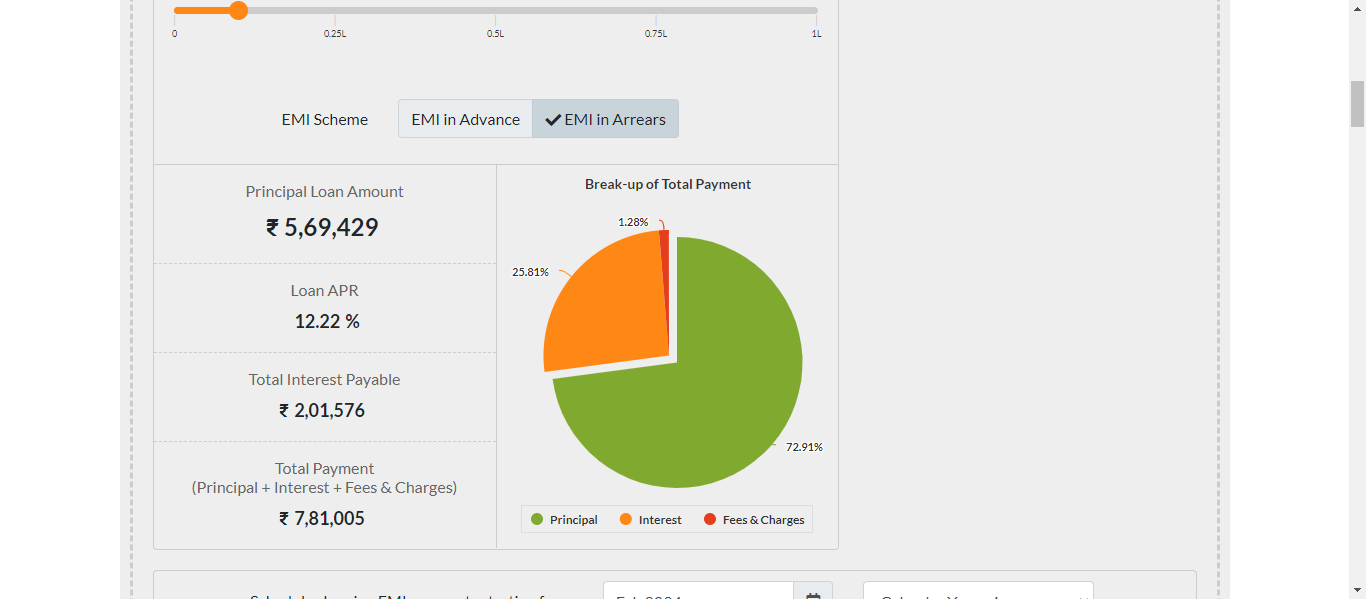 0 0.25L 0.5L 0.75L 1L
EMI Scheme EMI in Advance EMI in Arrears
Principal Loan Amount
₹ 5,69,429
Loan APR
12.22 %
Total Interest Payable
₹ 2,01,576
Total Payment
(Principal + Interest + Fees & Charges)
₹ 7,81,005
Break-up of Total Payment
1.28%
25.81%
72.91%
Principal Interest Fees & Charges